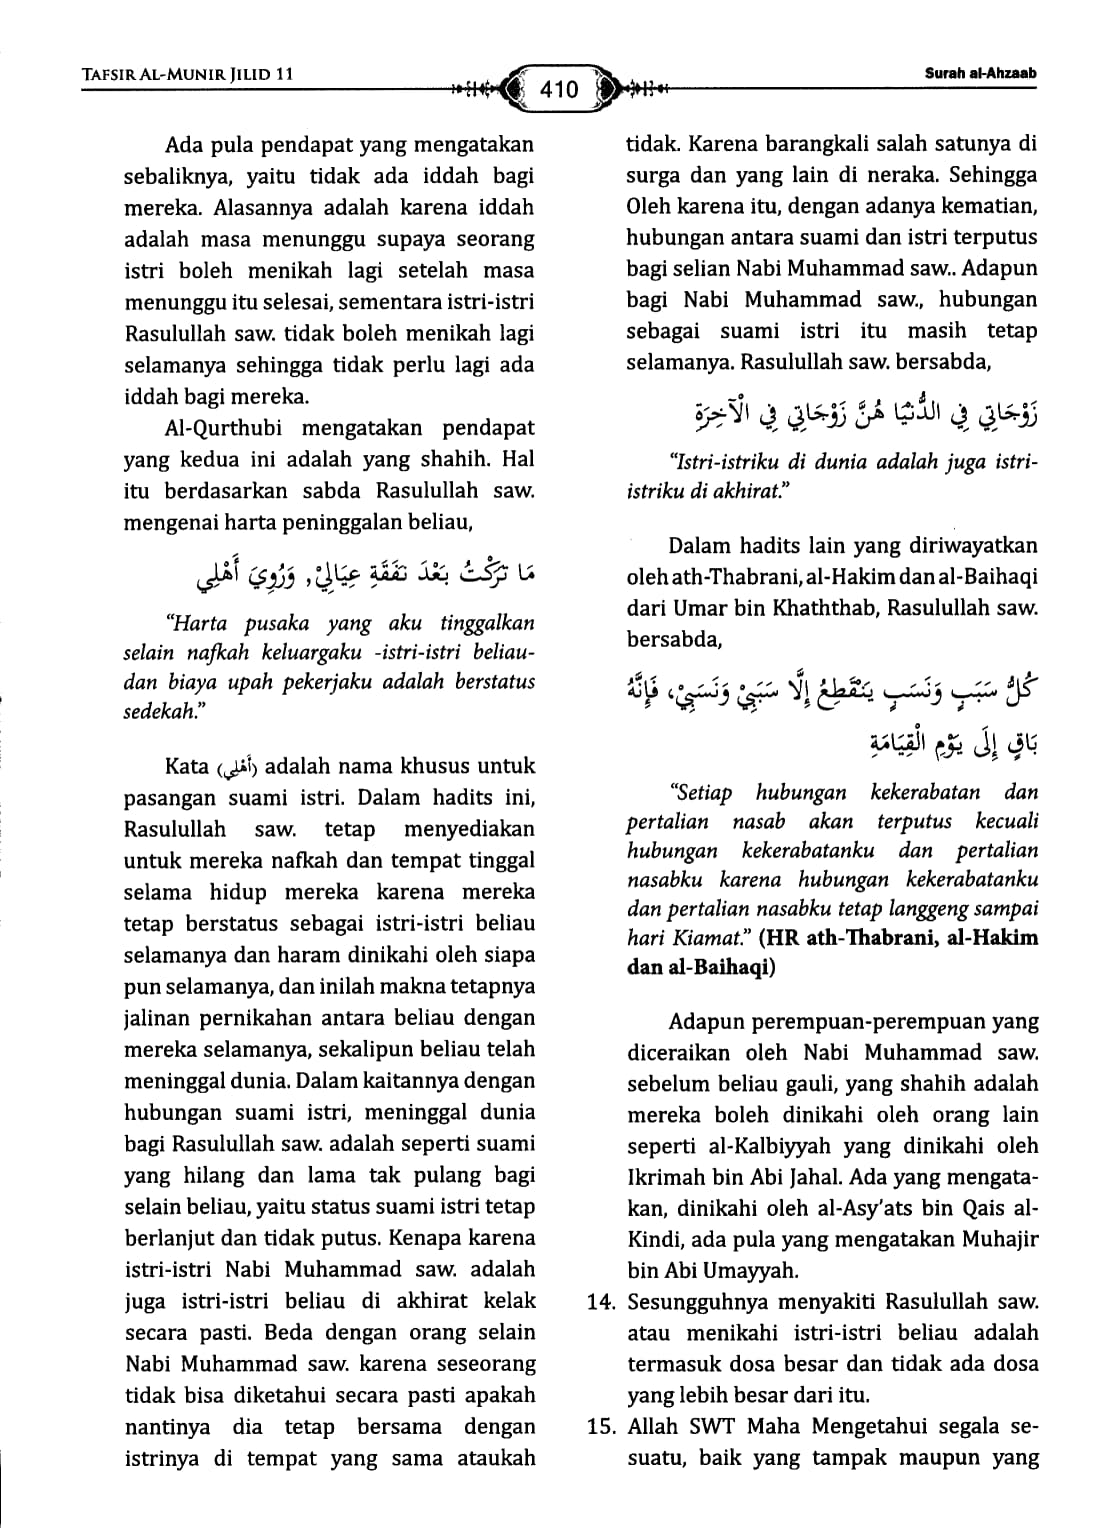 TAFSIR AL-MUNIR JILID 11
410
Surah al-Ahzaab
Ada pula pendapat yang mengatakan
sebaliknya, yaitu tidak ada iddah bagi
mereka. Alasannya adalah karena iddah
adalah masa menunggu supaya seorang
istri boleh menikah lagi setelah masa
menunggu itu selesai, sementara istri-istri
Rasulullah saw. tidak boleh menikah lagi
selamanya sehingga tidak perlu lagi ada
iddah bagi mereka.
Al-Qurthubi mengatakan pendapat
yang kedua ini adalah yang shahih. Hal
itu berdasarkan sabda Rasulullah saw.
mengenai harta peninggalan beliau,
مَا تَرَكْتُ بَعْدَ نَفَقَةِ عِيَالِيْ, وَرُوِيَ أَهْلِي
“Harta pusaka yang aku tinggalkan
selain nafkah keluargaku -istri-istri beliau-
dan biaya upah pekerjaku adalah berstatus
sedekah.”
Kata (أَهْلِي) adalah nama khusus untuk
pasangan suami istri. Dalam hadits ini,
Rasulullah saw. tetap menyediakan
untuk mereka nafkah dan tempat tinggal
selama hidup mereka karena mereka
tetap berstatus sebagai istri-istri beliau
selamanya dan haram dinikahi oleh siapa
pun selamanya, dan inilah makna tetapnya
jalinan pernikahan antara beliau dengan
mereka selamanya, sekalipun beliau telah
meninggal dunia. Dalam kaitannya dengan
hubungan suami istri, meninggal dunia
bagi Rasulullah saw. adalah seperti suami
yang hilang dan lama tak pulang bagi
selain beliau, yaitu status suami istri tetap
berlanjut dan tidak putus. Kenapa karena
istri-istri Nabi Muhammad saw. adalah
juga istri-istri beliau di akhirat kelak
secara pasti. Beda dengan orang selain
Nabi Muhammad saw. karena seseorang
tidak bisa diketahui secara pasti apakah
nantinya dia tetap bersama dengan
istrinya di tempat yang sama ataukah
tidak. Karena barangkali salah satunya di
surga dan yang lain di neraka. Sehingga
Oleh karena itu, dengan adanya kematian,
hubungan antara suami dan istri terputus
bagi selian Nabi Muhammad saw.. Adapun
bagi Nabi Muhammad saw., hubungan
sebagai suami istri itu masih tetap
selamanya. Rasulullah saw. bersabda,
زَوْجَاتِي فِي الدُّنْيَا هُنَّ زَوْجَاتِي فِي الْآخِرَةِ
“Istri-istriku di dunia adalah juga istri-
istriku di akhirat.”
Dalam hadits lain yang diriwayatkan
oleh ath-Thabrani, al-Hakim dan al-Baihaqi
dari Umar bin Khaththab, Rasulullah saw.
bersabda,
كُلُّ سَبَبٍ وَنَسَبٍ يَنْقَطِعُ إِلَّا سَبَبِيْ وَنَسَبِيْ، فَإِنَّهُ
بَاقٍ إِلَى يَوْمِ الْقِيَامَةِ
“Setiap hubungan kekerabatan dan
pertalian nasab akan terputus kecuali
hubungan kekerabatanku dan pertalian
nasabku karena hubungan kekerabatanku
dan pertalian nasabku tetap langgeng sampai
hari Kiamat.” (HR ath-Thabrani, al-Hakim
dan al-Baihaqi)
Adapun perempuan-perempuan yang
diceraikan oleh Nabi Muhammad saw.
sebelum beliau gauli, yang shahih adalah
mereka boleh dinikahi oleh orang lain
seperti al-Kalbiyyah yang dinikahi oleh
Ikrimah bin Abi Jahal. Ada yang mengata-
kan, dinikahi oleh al-Asy’ats bin Qais al-
Kindi, ada pula yang mengatakan Muhajir
bin Abi Umayyah.
14. Sesungguhnya menyakiti Rasulullah saw.
atau menikahi istri-istri beliau adalah
termasuk dosa besar dan tidak ada dosa
yang lebih besar dari itu.
15. Allah SWT Maha Mengetahui segala se-
suatu, baik yang tampak maupun yang